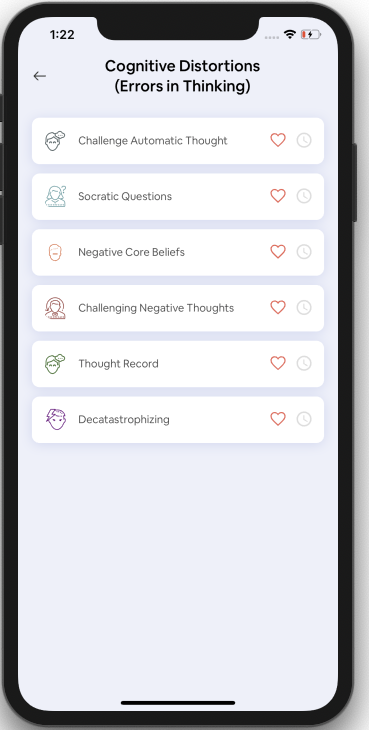 1:22
Cognitive Distortions
(Errors in Thinking)
Challenge Automatic Thought
Socratic Questions
Negative Core Beliefs
Challenging Negative Thoughts
Thought Record
Decatastrophizing